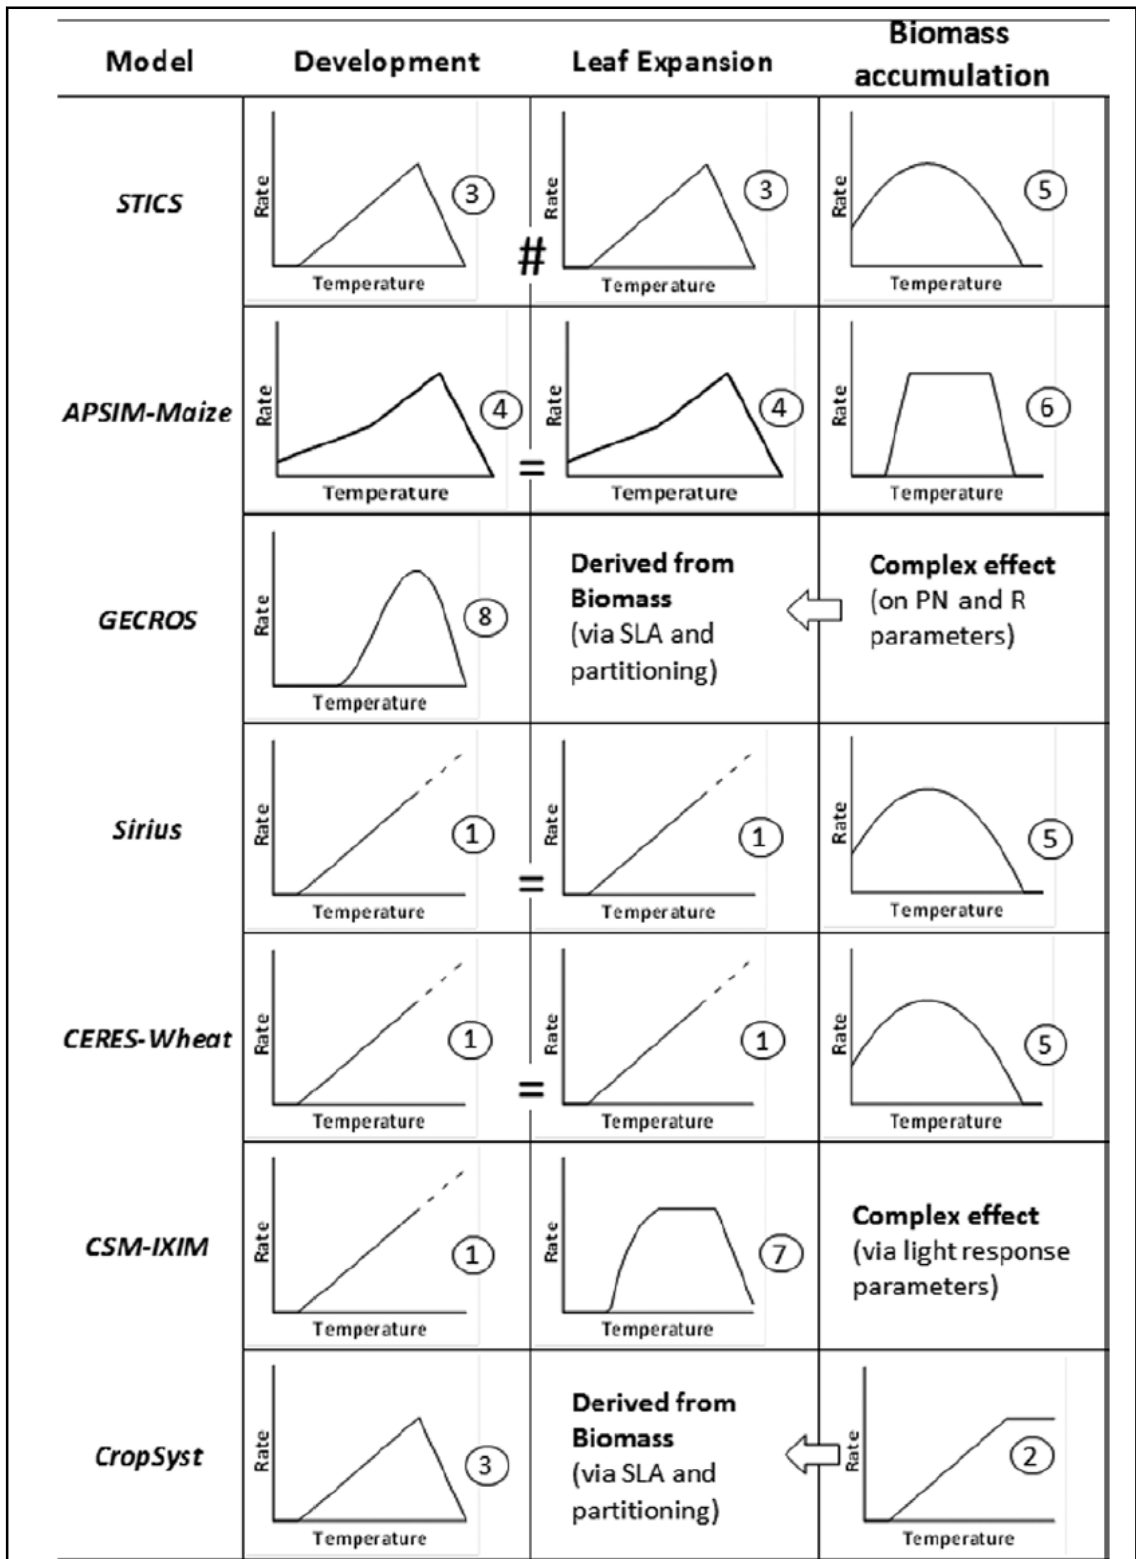 Model
Development
Leaf Expansion
Biomass
accumulation
STICS
Rate
3
Temperature
#
Rate
3
Temperature
Rate
5
Temperature
APSIM-Maize
Rate
4
Temperature
=
Rate
4
Temperature
Rate
6
Temperature
GECROS
Rate
8
Temperature
Derived from
Biomass
(via SLA and
partitioning)
Complex effect
(on PN and R
parameters)
Sirius
Rate
1
Temperature
=
Rate
1
Temperature
Rate
5
Temperature
CERES-Wheat
Rate
1
Temperature
=
Rate
1
Temperature
Rate
5
Temperature
CSM-IXIM
Rate
1
Temperature
Rate
7
Temperature
Complex effect
(via light response
parameters)
CropSyst
Rate
3
Temperature
Derived from
Biomass
(via SLA and
partitioning)
Rate
2
Temperature